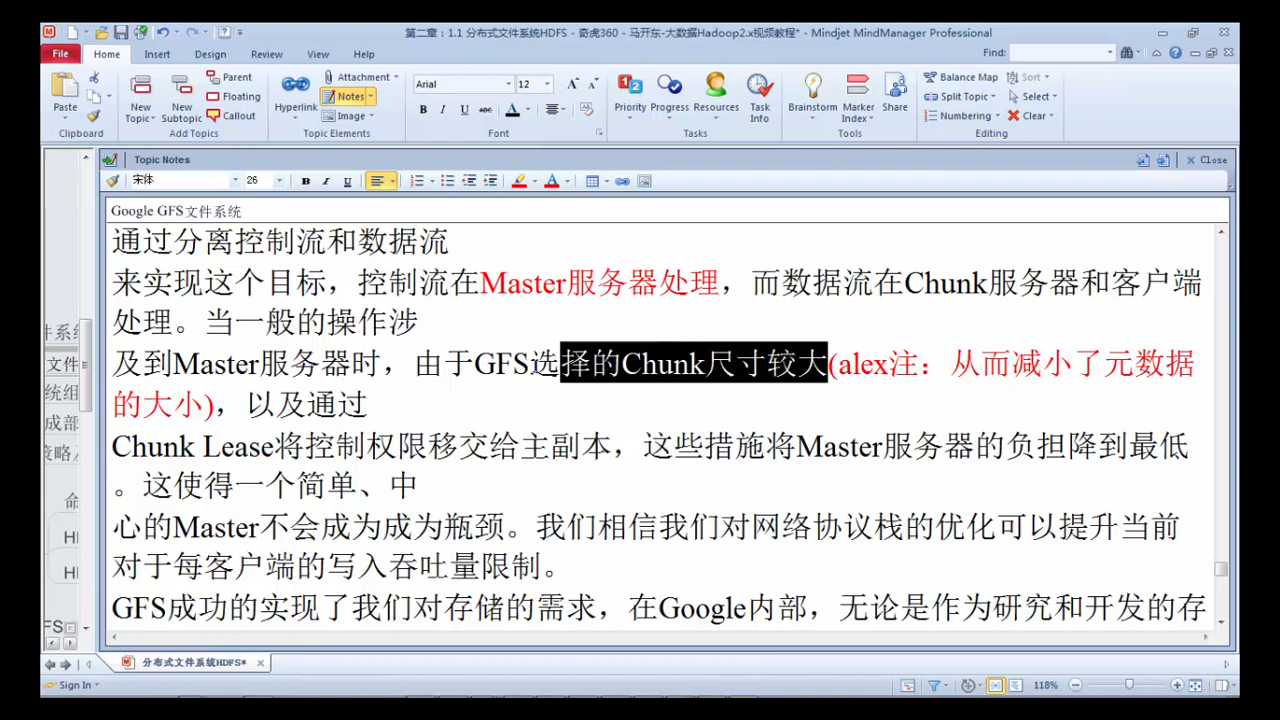 第二章：1.1 分布式文件系统HDFS - 奇虎360 - 马开东-大数据Hadoop2.x视频教程* - Mindjet MindManager Professional
File Home Insert Design Review View Help Find:
Paste New Topic New Subtopic Parent Floating Callout Hyperlink Attachment Notes Image Arial 12 Priority Progress Resources Task Info Brainstorm Marker Index Share Balance Map Split Topic Numbering Sort Select Clear
B I U abc A
Clipboard Add Topics Topic Elements Font Tasks Tools Editing
Topic Notes Close
宋体 26 B I U A
Google GFS文件系统
通过分离控制流和数据流
来实现这个目标，控制流在Master服务器处理，而数据流在Chunk服务器和客户端
处理。当一般的操作涉
及到Master服务器时，由于GFS选择的Chunk尺寸较大(alex注：从而减小了元数据
的大小)，以及通过
Chunk Lease将控制权限移交给主副本，这些措施将Master服务器的负担降到最低
。这使得一个简单、中
心的Master不会成为成为瓶颈。我们相信我们对网络协议栈的优化可以提升当前
对于每客户端的写入吞吐量限制。
GFS成功的实现了我们对存储的需求，在Google内部，无论是作为研究和开发的存
件系统
文件
统组
成部
策略
命
HI
HI
FS
分布式文件系统HDFS*
Sign In 118%